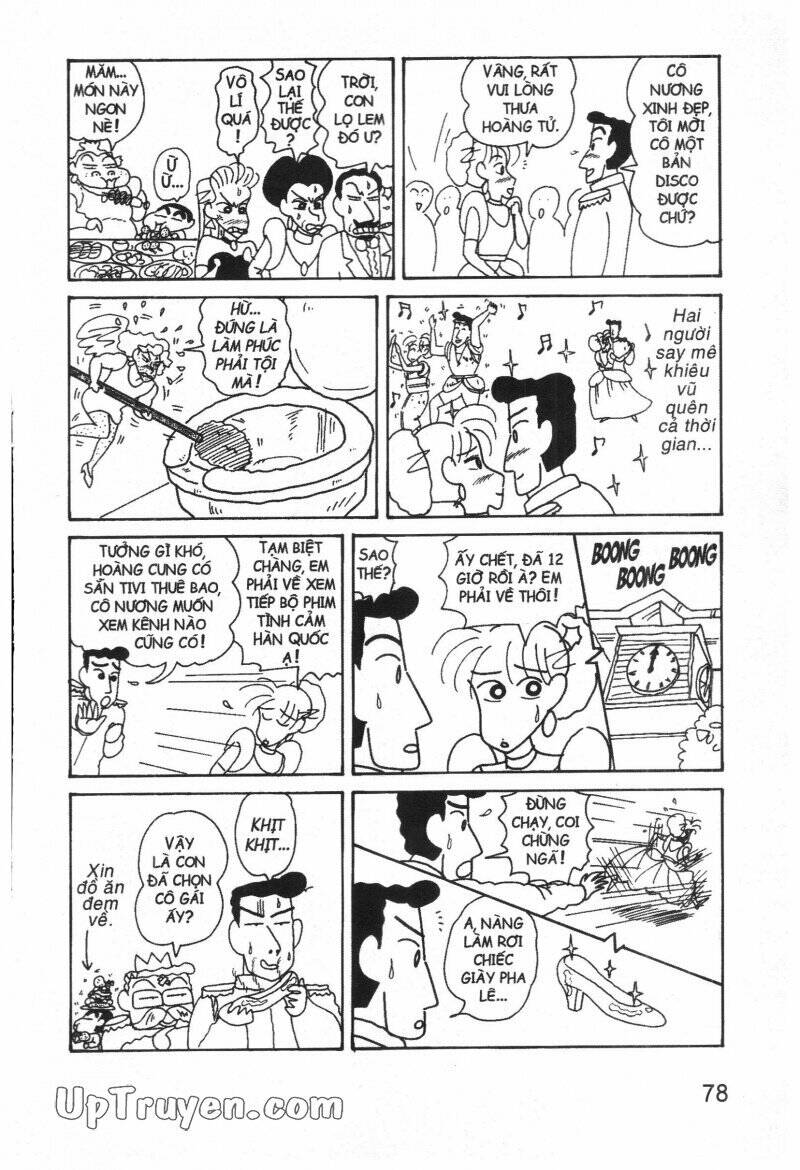 CÔ
NƯƠNG
XINH ĐẸP,
TÔI MỜI
CÔ MỘT
BẢN
DISCO
ĐƯỢC
CHỨ?
VÂNG, RẤT
VUI LÒNG
THƯA
HOÀNG TỬ.
TRỜI,
CON
LỌ LEM
ĐÓ Ư?
SAO
LẠI
THẾ
ĐƯỢC
?
VÔ
LÍ
QUÁ!
Ừ
Ừ...
MĂM...
MÓN NÀY
NGON
NÈ!
Hai
người
say mê
khiêu
vũ
quên
cả thời
gian...
HỪ...
ĐÚNG LÀ
LÀM PHÚC
PHẢI TỘI
MÀ!
BOONG
BOONG
BOONG
ẤY CHẾT, ĐÃ 12
GIỜ RỒI À? EM
PHẢI VỀ THÔI!
SAO
THẾ?
TẠM BIỆT
CHÀNG, EM
PHẢI VỀ XEM
TIẾP BỘ PHIM
TÌNH CẢM
HÀN QUỐC
Ạ!
TƯỞNG GÌ KHÓ,
HOÀNG CUNG CÓ
SẴN TIVI THUÊ BAO,
CÔ NƯƠNG MUỐN
XEM KÊNH NÀO
CŨNG CÓ!
ĐỪNG
CHẠY, COI
CHỪNG
NGÃ!
A, NÀNG
LÀM RƠI
CHIẾC
GIÀY PHA
LÊ...
KHỊT
KHỊT...
VẬY
LÀ CON
ĐÃ CHỌN
CÔ GÁI
ẤY?
Xin
đồ ăn
đem
về.
78
UpTruyen.com